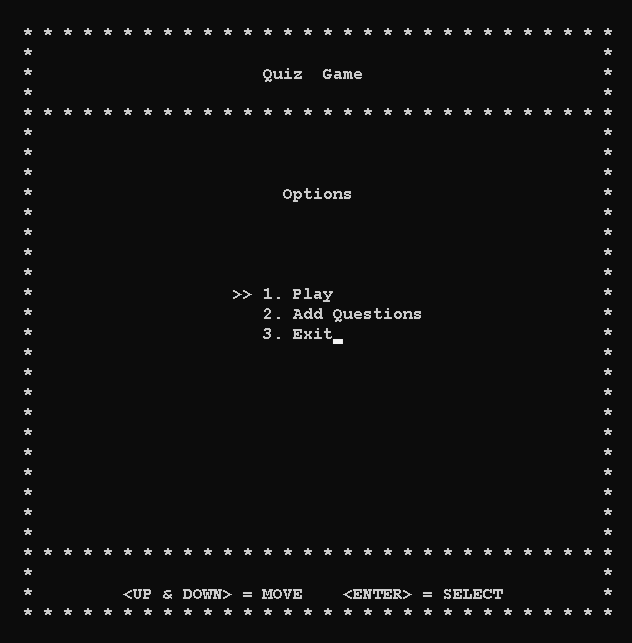 Quiz Game
Options
>> 1. Play
2. Add Questions
3. Exit
<UP & DOWN> = MOVE <ENTER> = SELECT